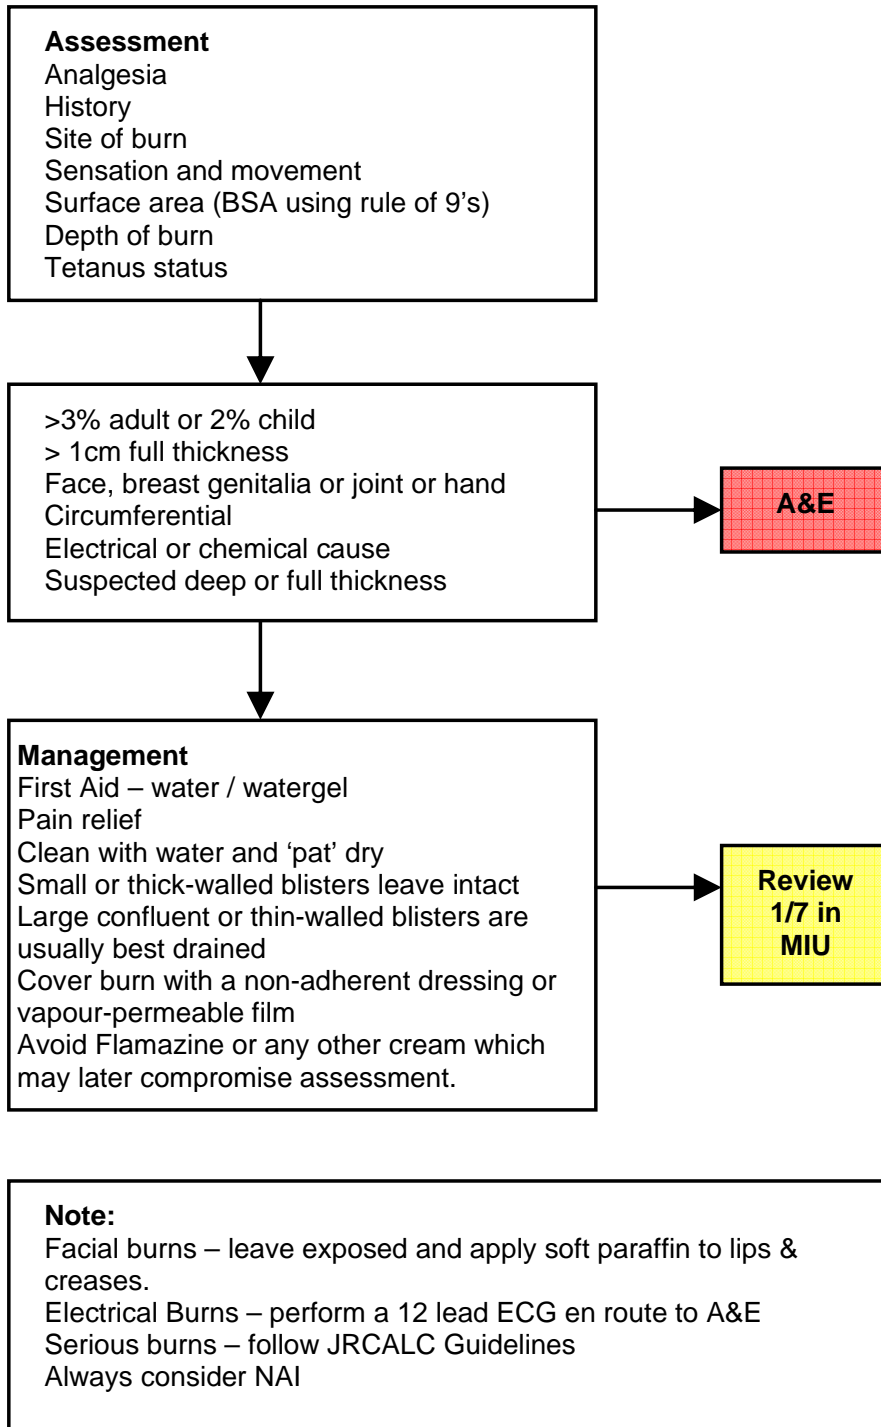 Assessment
Analgesia
History
Site of burn
Sensation and movement
Surface area (BSA using rule of 9's)
Depth of burn
Tetanus status
>3% adult or 2% child
> 1cm full thickness
Face, breast genitalia or joint or hand
Circumferential
Electrical or chemical cause
Suspected deep or full thickness
A&E
Management
First Aid – water / watergel
Pain relief
Clean with water and ‘pat’ dry
Small or thick-walled blisters leave intact
Large confluent or thin-walled blisters are
usually best drained
Cover burn with a non-adherent dressing or
vapour-permeable film
Avoid Flamazine or any other cream which
may later compromise assessment.
Review
1/7 in
MIU
Note:
Facial burns – leave exposed and apply soft paraffin to lips &
creases.
Electrical Burns – perform a 12 lead ECG en route to A&E
Serious burns – follow JRCALC Guidelines
Always consider NAI